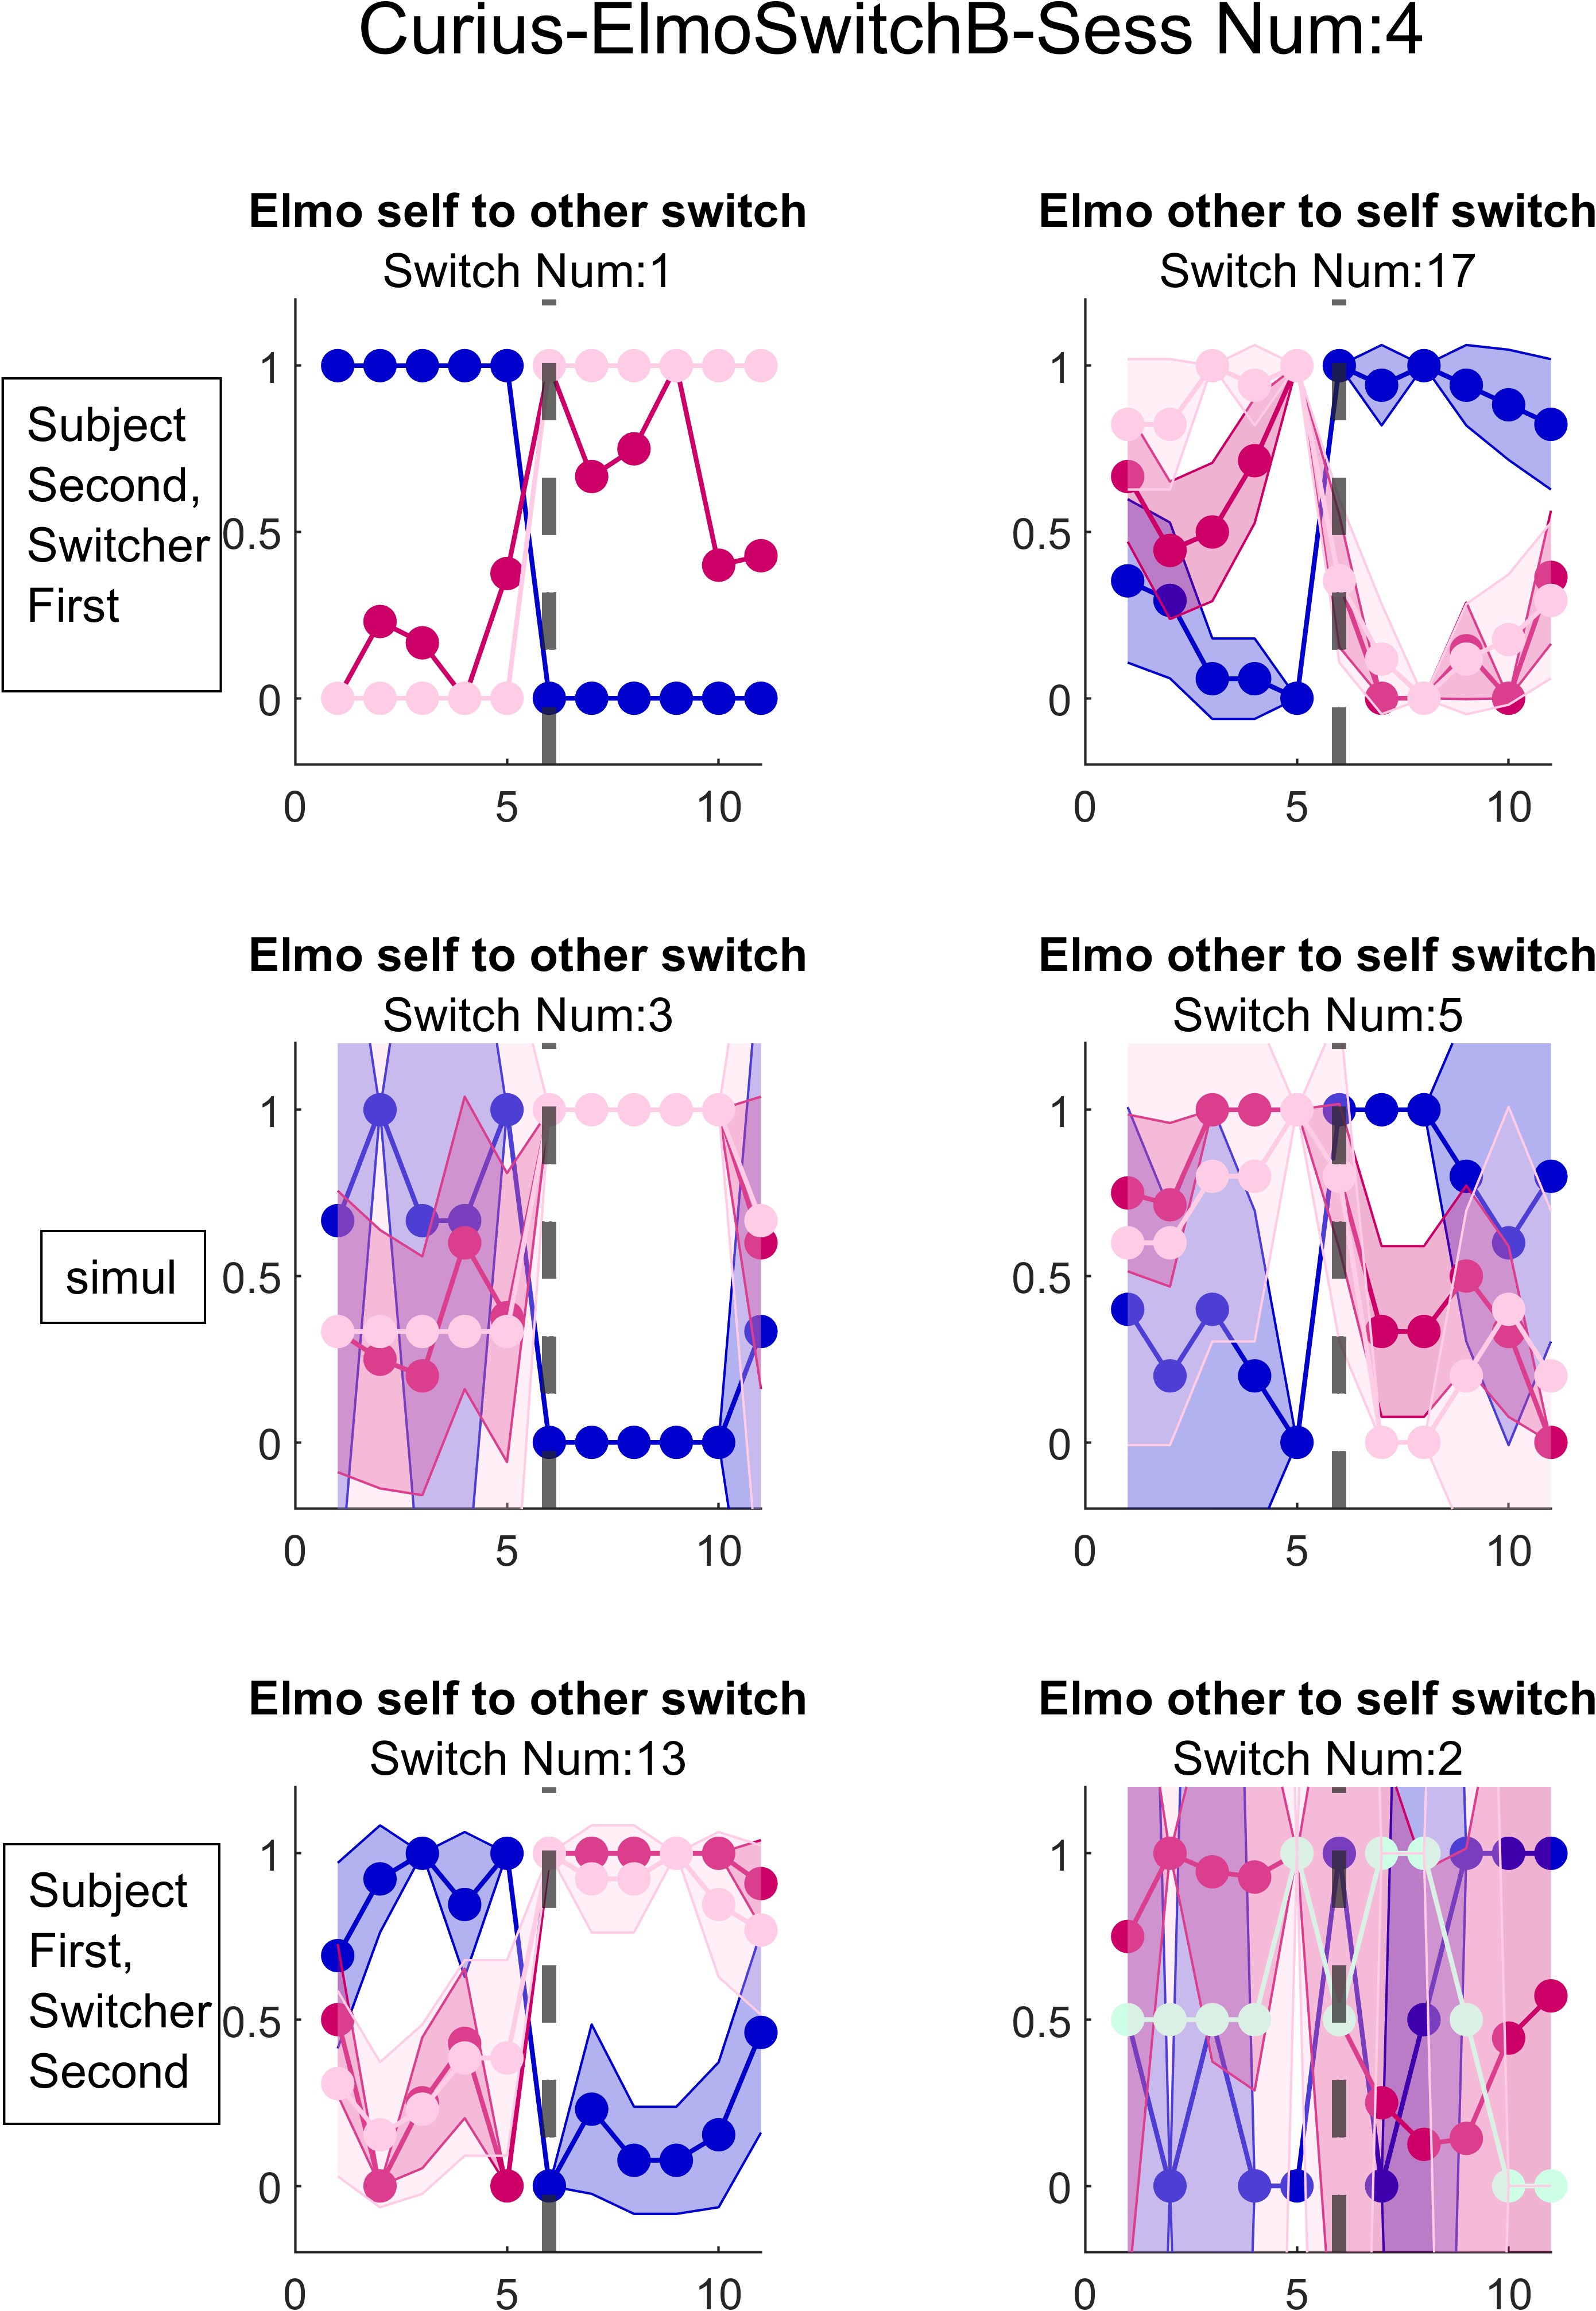 Curius-ElmoSwitchB-Sess Num:4
Elmo self to other switch
Switch Num:1
Elmo other to self switch
Switch Num:17
Subject
Second,
Switcher
First
1
0.5
0
0 5 10
1
0.5
0
0 5 10
Elmo self to other switch
Switch Num:3
Elmo other to self switch
Switch Num:5
simul
1
0.5
0
0 5 10
1
0.5
0
0 5 10
Elmo self to other switch
Switch Num:13
Elmo other to self switch
Switch Num:2
Subject
First,
Switcher
Second
1
0.5
0
0 5 10
1
0.5
0
0 5 10